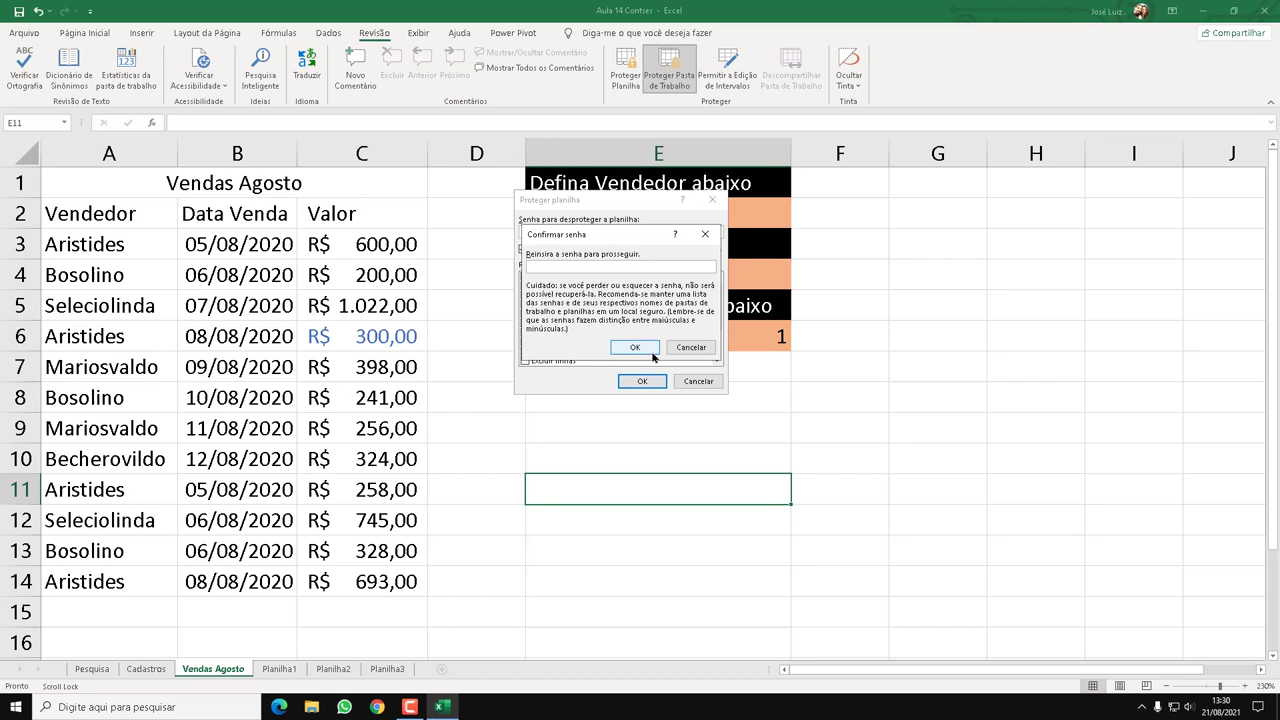 Aula 14 Contses - Excel
José Luiz
Arquivo Página Inicial Inserir Layout da Página Fórmulas Dados Revisão Exibir Ajuda Power Pivot Diga-me o que você deseja fazer Compartilhar
ABC
Verificar Ortografia
Dicionário de Sinônimos
Estatísticas da pasta de trabalho
Verificar Acessibilidade
Pesquisa Inteligente
Traduzir
Novo Comentário
Excluir
Anterior
Próximo
Mostrar/Ocultar Comentário
Mostrar Todos os Comentários
Proteger Planilha
Proteger Pasta de Trabalho
Permitir a Edição de Intervalos
Descompartilhar Pasta de Trabalho
Ocultar Tinta
Revisão de Texto Acessibilidade Ideias Idioma Comentários Proteger Tinta
E11 fx
A B C D E F G H I J
1 Vendas Agosto Defina Vendedor abaixo
2 Vendedor Data Venda Valor
3 Aristides 05/08/2020 R$ 600,00
4 Bosolino 06/08/2020 R$ 200,00
5 Seleciolinda 07/08/2020 R$ 1.022,00 baixo
6 Aristides 08/08/2020 R$ 300,00 1
7 Mariosvaldo 09/08/2020 R$ 398,00
8 Bosolino 10/08/2020 R$ 241,00
9 Mariosvaldo 11/08/2020 R$ 256,00
10 Becherovildo 12/08/2020 R$ 324,00
11 Aristides 05/08/2020 R$ 258,00
12 Seleciolinda 06/08/2020 R$ 745,00
13 Bosolino 06/08/2020 R$ 328,00
14 Aristides 08/08/2020 R$ 693,00
15
16
Proteger planilha ?
Senha para desproteger a planilha:
Confirmar senha ?
Reinsira a senha para prosseguir.
Cuidado: se você perder ou esquecer a senha, não será
possível recuperá-la. Recomenda-se manter uma lista
das senhas e de seus respectivos nomes de pastas de
trabalho e planilhas em um local seguro. (Lembre-se de
que as senhas fazem distinção entre maiúsculas e
minúsculas.)
OK Cancelar
Excluir linhas
OK Cancelar
Pesquisa Cadastros Vendas Agosto Planilha1 Planilha2 Planilha3
Pronto Scroll Lock 230%
Digite aqui para pesquisar
13:30
21/08/2021